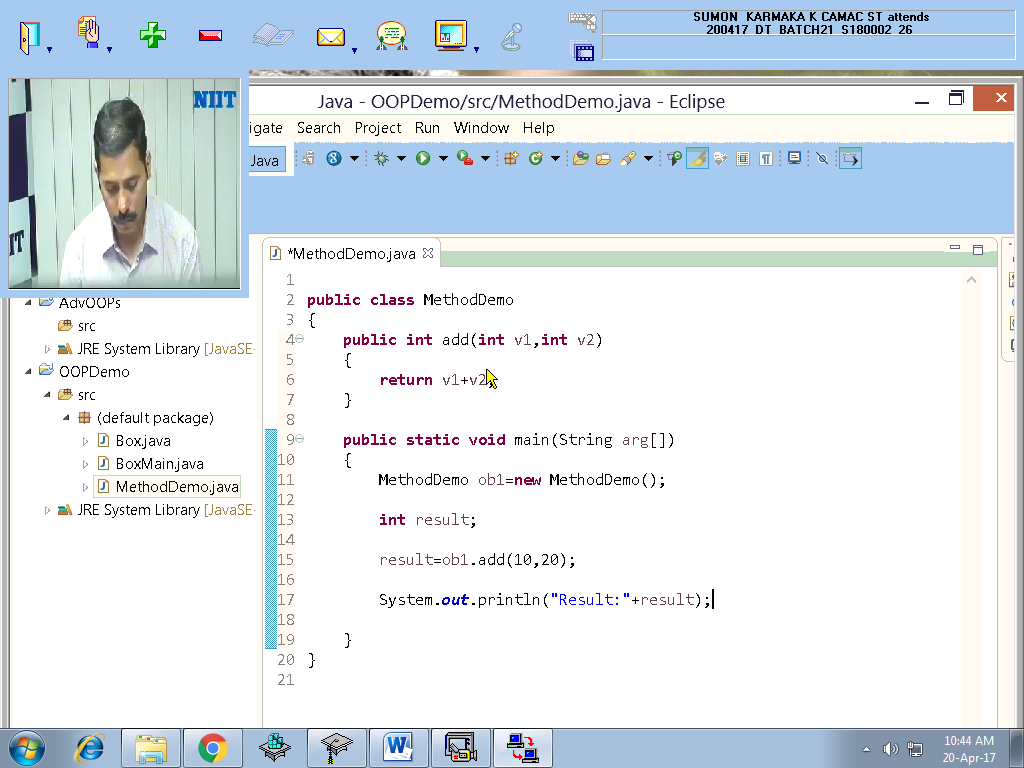 SUMON KARMAKA K CAMAC ST attends
200417 DT BATCH21 S180002 26
NIIT
IT
Java - OOPDemo/src/MethodDemo.java - Eclipse
igate Search Project Run Window Help
Java
*MethodDemo.java
AdvOOPs
src
JRE System Library [JavaSE-
OOPDemo
src
(default package)
Box.java
BoxMain.java
MethodDemo.java
JRE System Library [JavaSE-
1
2 public class MethodDemo
3 {
4 public int add(int v1,int v2)
5 {
6 return v1+v2;
7 }
8
9 public static void main(String arg[])
10 {
11 MethodDemo ob1=new MethodDemo();
12
13 int result;
14
15 result=ob1.add(10,20);
16
17 System.out.println("Result:"+result);
18
19 }
20 }
21
10:44 AM
20-Apr-17